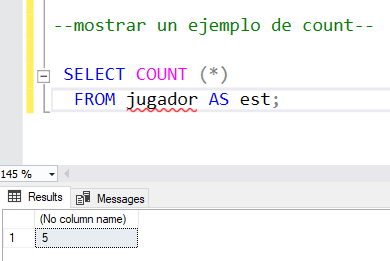 --mostrar un ejemplo de count--
SELECT COUNT (*)
FROM jugador AS est;
145 %
Results Messages
(No column name)
1 5